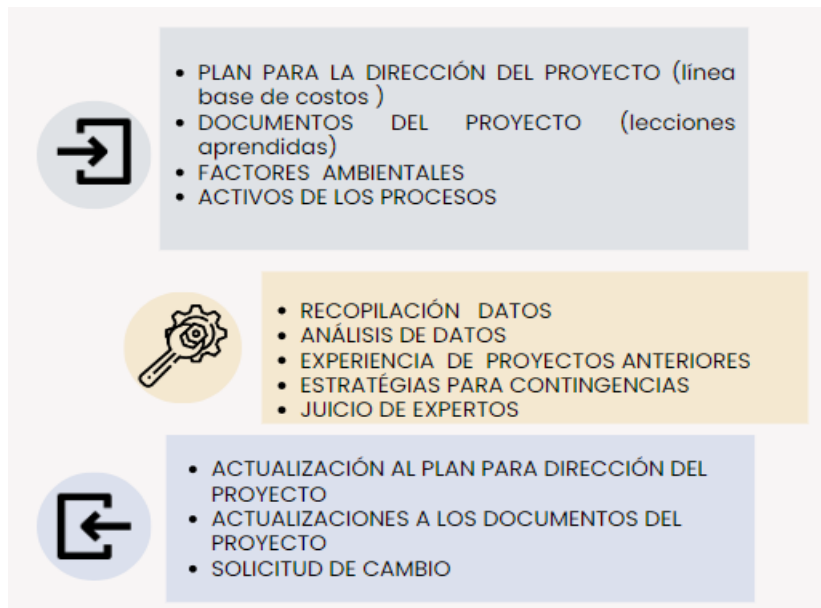 • PLAN PARA LA DIRECCIÓN DEL PROYECTO (línea
base de costos )
• DOCUMENTOS DEL PROYECTO (lecciones
aprendidas)
• FACTORES AMBIENTALES
• ACTIVOS DE LOS PROCESOS
• RECOPILACIÓN DATOS
• ANÁLISIS DE DATOS
• EXPERIENCIA DE PROYECTOS ANTERIORES
• ESTRATÉGIAS PARA CONTINGENCIAS
• JUICIO DE EXPERTOS
• ACTUALIZACIÓN AL PLAN PARA DIRECCIÓN DEL
PROYECTO
• ACTUALIZACIONES A LOS DOCUMENTOS DEL
PROYECTO
• SOLICITUD DE CAMBIO